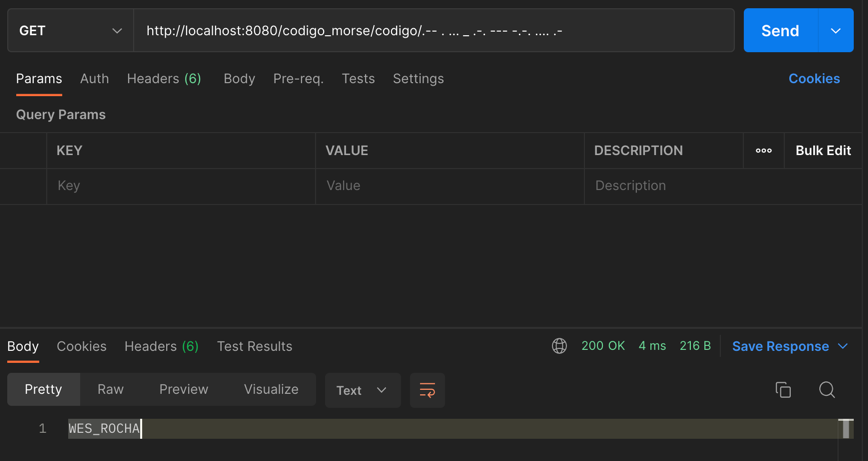 GET http://localhost:8080/codigo_morse/codigo/.-- . ... _ .-. --- -.-. .... .- Send
Params Auth Headers (6) Body Pre-req. Tests Settings Cookies
Query Params
KEY VALUE DESCRIPTION ooo Bulk Edit
Key Value Description
Body Cookies Headers (6) Test Results 200 OK 4 ms 216 B Save Response
Pretty Raw Preview Visualize Text
1 WES_ROCHA